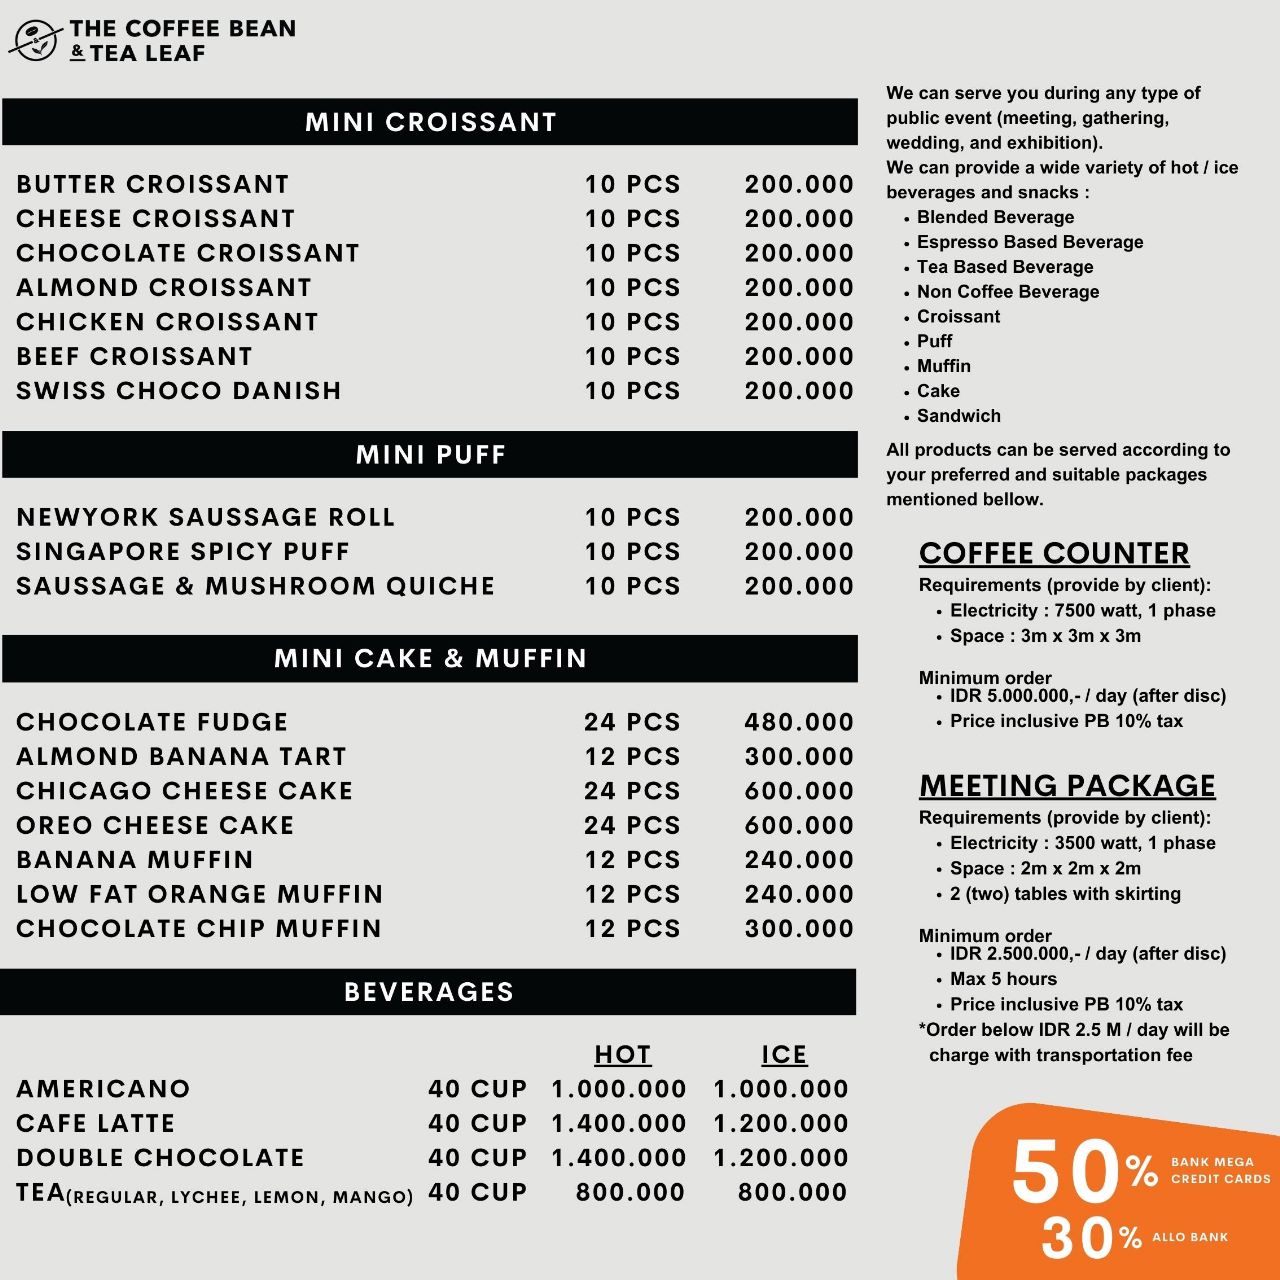 THE COFFEE BEAN
& TEA LEAF
MINI CROISSANT
BUTTER CROISSANT 10 PCS 200.000
CHEESE CROISSANT 10 PCS 200.000
CHOCOLATE CROISSANT 10 PCS 200.000
ALMOND CROISSANT 10 PCS 200.000
CHICKEN CROISSANT 10 PCS 200.000
BEEF CROISSANT 10 PCS 200.000
SWISS CHOCO DANISH 10 PCS 200.000
MINI PUFF
NEWYORK SAUSSAGE ROLL 10 PCS 200.000
SINGAPORE SPICY PUFF 10 PCS 200.000
SAUSSAGE & MUSHROOM QUICHE 10 PCS 200.000
MINI CAKE & MUFFIN
CHOCOLATE FUDGE 24 PCS 480.000
ALMOND BANANA TART 12 PCS 300.000
CHICAGO CHEESE CAKE 24 PCS 600.000
OREO CHEESE CAKE 24 PCS 600.000
BANANA MUFFIN 12 PCS 240.000
LOW FAT ORANGE MUFFIN 12 PCS 240.000
CHOCOLATE CHIP MUFFIN 12 PCS 300.000
BEVERAGES
HOT ICE
AMERICANO 40 CUP 1.000.000 1.000.000
CAFE LATTE 40 CUP 1.400.000 1.200.000
DOUBLE CHOCOLATE 40 CUP 1.400.000 1.200.000
TEA(REGULAR, LYCHEE, LEMON, MANGO) 40 CUP 800.000 800.000
We can serve you during any type of
public event (meeting, gathering,
wedding, and exhibition).
We can provide a wide variety of hot / ice
beverages and snacks :
• Blended Beverage
• Espresso Based Beverage
• Tea Based Beverage
• Non Coffee Beverage
• Croissant
• Puff
• Muffin
• Cake
• Sandwich
All products can be served according to
your preferred and suitable packages
mentioned bellow.
COFFEE COUNTER
Requirements (provide by client):
• Electricity : 7500 watt, 1 phase
• Space : 3m x 3m x 3m
Minimum order
• IDR 5.000.000,- / day (after disc)
• Price inclusive PB 10% tax
MEETING PACKAGE
Requirements (provide by client):
• Electricity : 3500 watt, 1 phase
• Space : 2m x 2m x 2m
• 2 (two) tables with skirting
Minimum order
• IDR 2.500.000,- / day (after disc)
• Max 5 hours
• Price inclusive PB 10% tax
*Order below IDR 2.5 M / day will be
charge with transportation fee
50% BANK MEGA
CREDIT CARDS
30% ALLO BANK